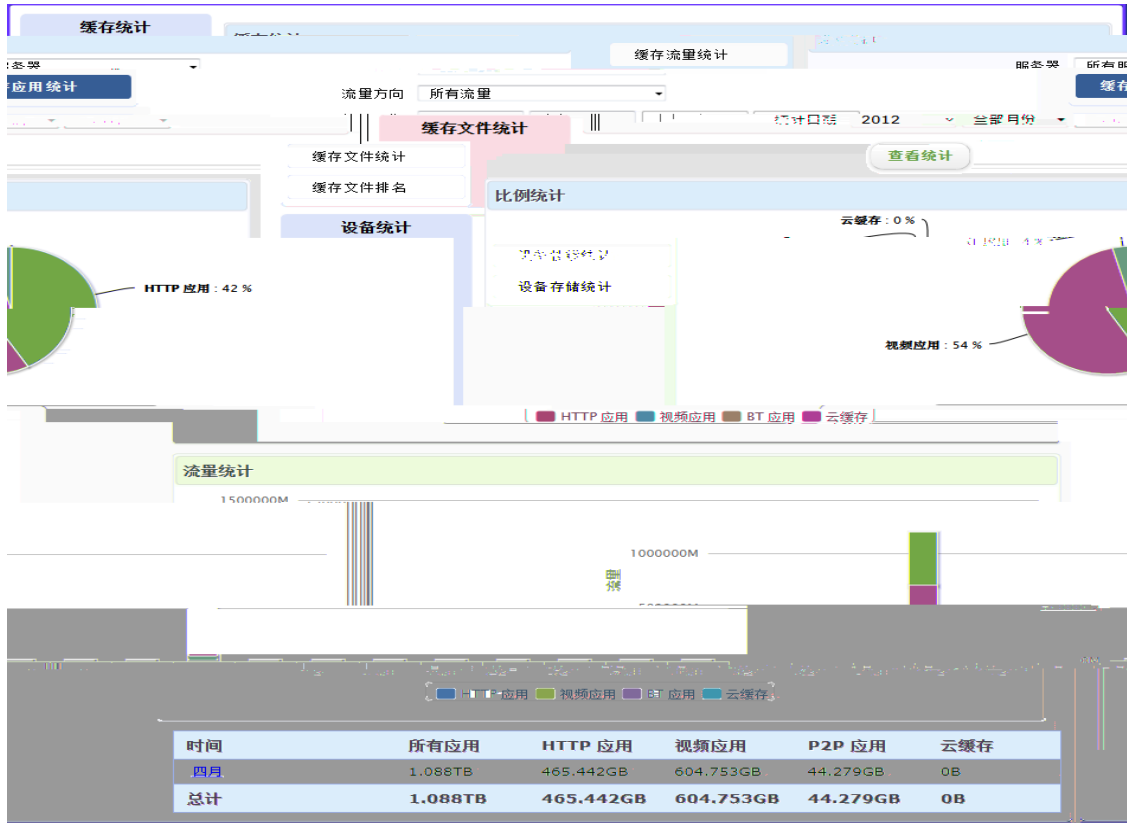 缓存统计
缓存流量统计
服务器
应用统计
流量方向 所有流量
缓存
统计日期 2012 全部月份
缓存文件统计
缓存文件统计
查看统计
缓存文件排名
比例统计
设备统计
云缓存 : 0 %
设备存储统计
HTTP 应用 : 42 %
视频应用 : 54 %
HTTP 应用 视频应用 BT 应用 云缓存
流量统计
1500000M
1000000M
流量
HTTP 应用 视频应用 BT 应用 云缓存
时间 所有应用 HTTP 应用 视频应用 P2P 应用 云缓存
四月 1.088TB 465.442GB 604.753GB 44.279GB 0B
总计 1.088TB 465.442GB 604.753GB 44.279GB 0B